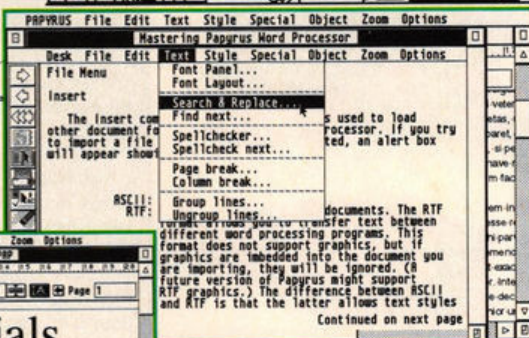 PAPYRUS File Edit Text Style Special Object Zoom Options
Mastering Papyrus Word Processor
Desk File Edit Text Style Special Object Zoom Options
File Menu
Insert
The Insert com
s used to load
other document fo
rocessor. If you try
to import a file
ted, an alert box
will appear showi
Font Panel...
Font Layout...
Search & Replace...
Find next...
Spellchecker...
Spellcheck next...
Page break...
Column break...
Group lines...
Ungroup lines...
ASCII:
RTF:
documents. The RTF
format allows you to transfer text between
different word processing programs. This
format does not support graphics, but if
graphics are imbedded into the document you
are importing, they will be ignored. (A
future version of Papyrus might support
RTF graphics.) The difference between ASCII
and RTF is that the latter allows text styles
Continued on next page
Zoom Options
Page 1
ials